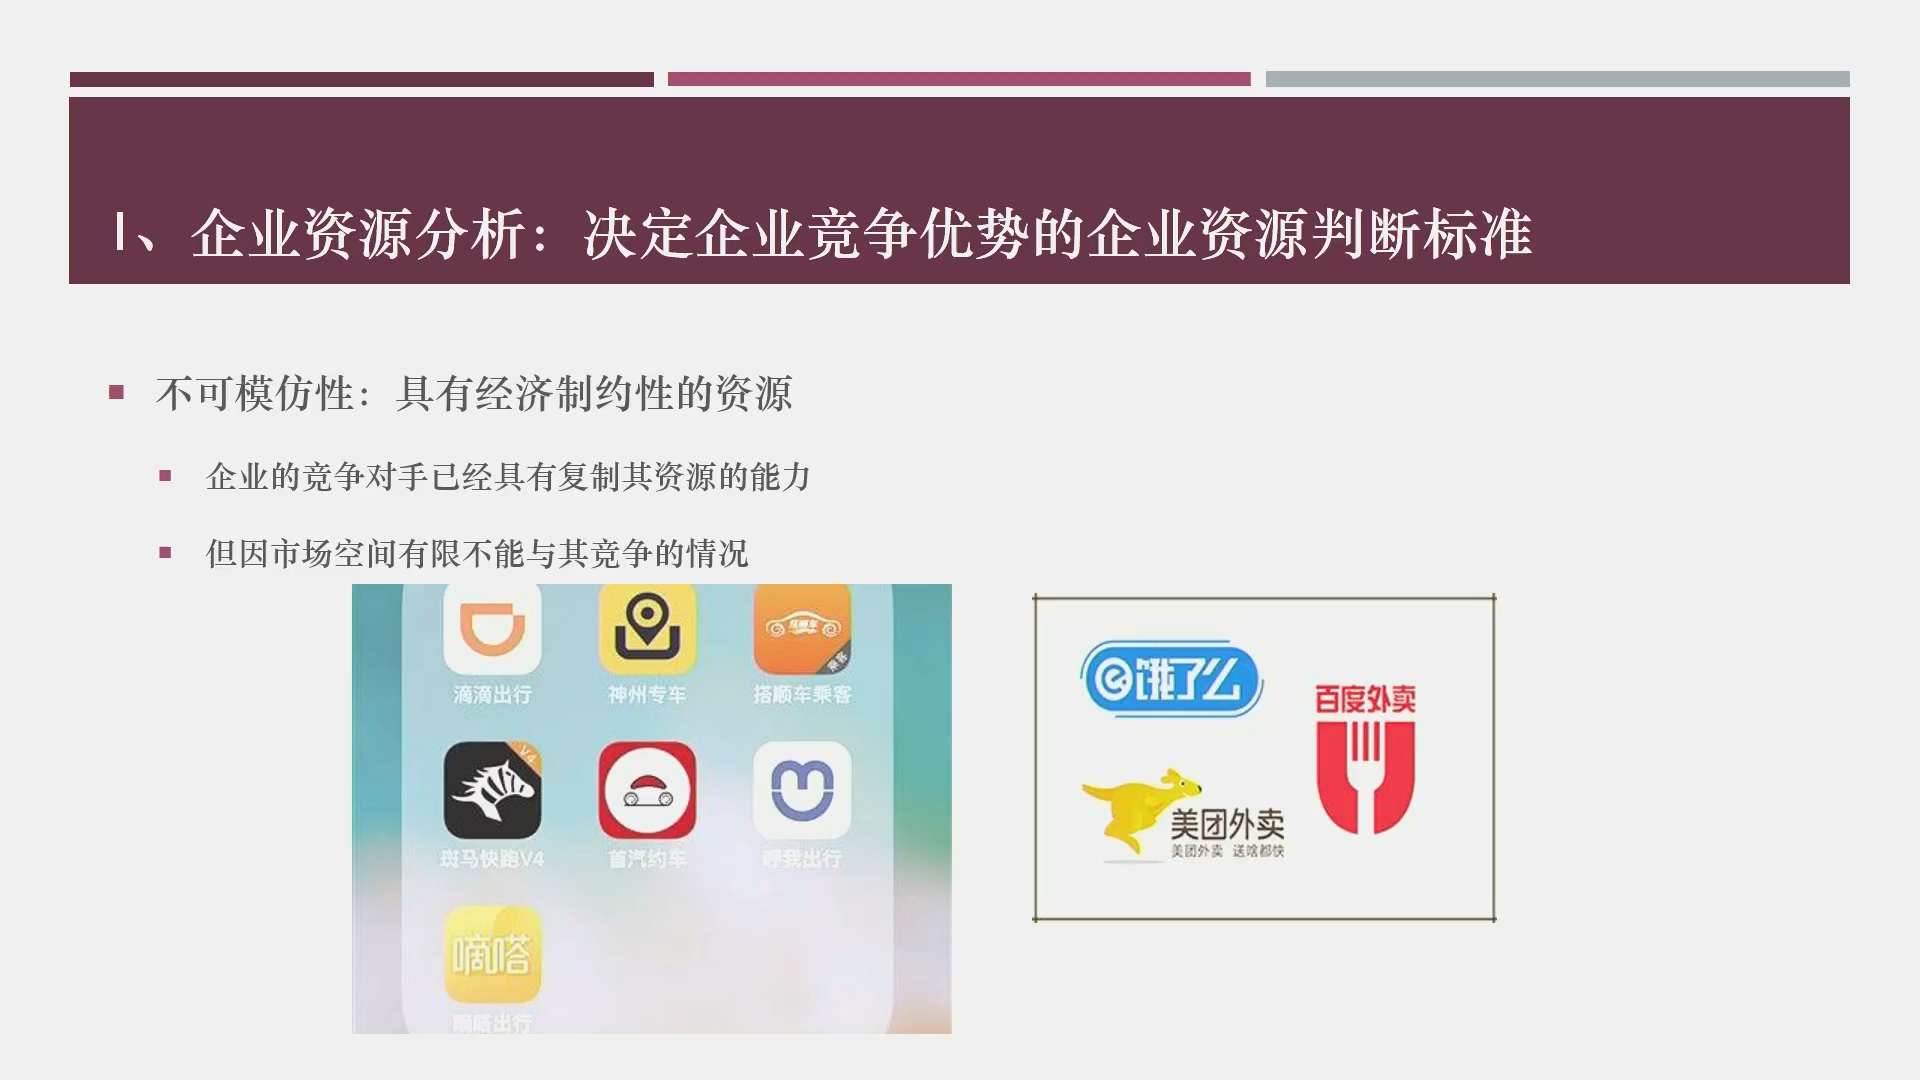 1、企业资源分析：决定企业竞争优势的企业资源判断标准
不可模仿性：具有经济制约性的资源
企业的竞争对手已经具有复制其资源的能力
但因市场空间有限不能与其竞争的情况
滴滴出行 神州专车 搭顺车乘客
V4
斑马快跑V4 首汽约车 呼我出行
嘀嗒
嘀嗒出行
饿了么
百度外卖
美团外卖
美团外卖 送啥都快